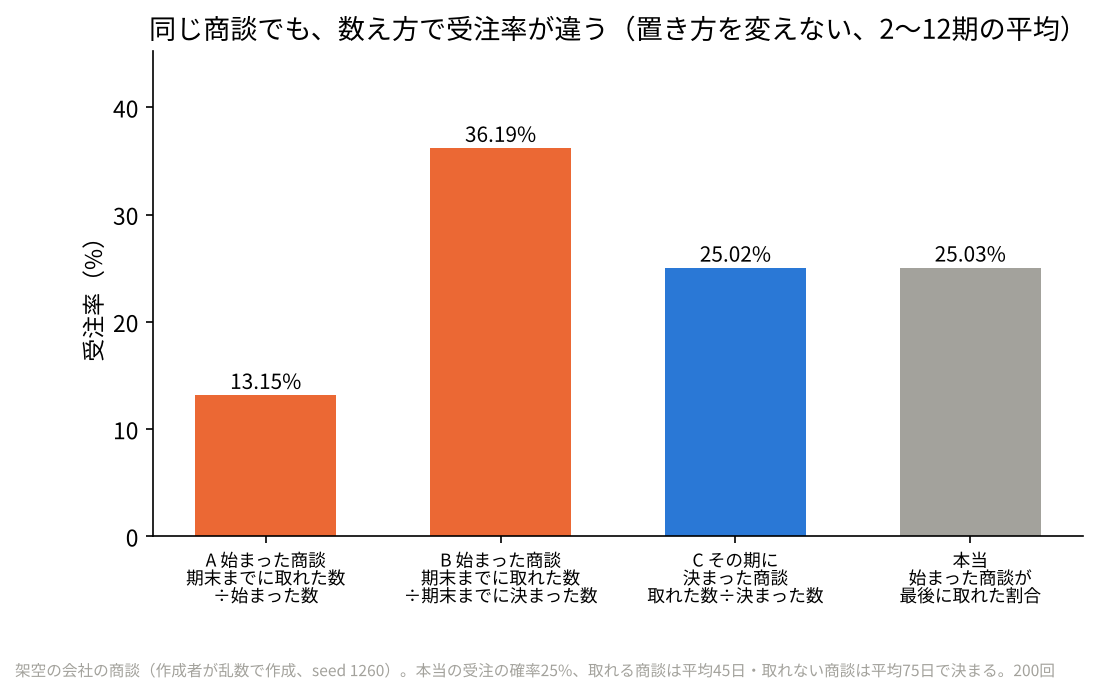 同じ商談でも、数え方で受注率が違う（置き方を変えない、2〜12期の平均）
受注率（%）
40
30
20
10
0
13.15%
36.19%
25.02%
25.03%
A 始まった商談
期末までに取れた数
÷始まった数
B 始まった商談
期末までに取れた数
÷期末までに決まった数
C その期に
決まった商談
取れた数÷決まった数
本当
始まった商談が
最後に取れた割合
架空の会社の商談（作成者が乱数で作成、seed 1260）。本当の受注の確率25%、取れる商談は平均45日・取れない商談は平均75日で決まる。200回